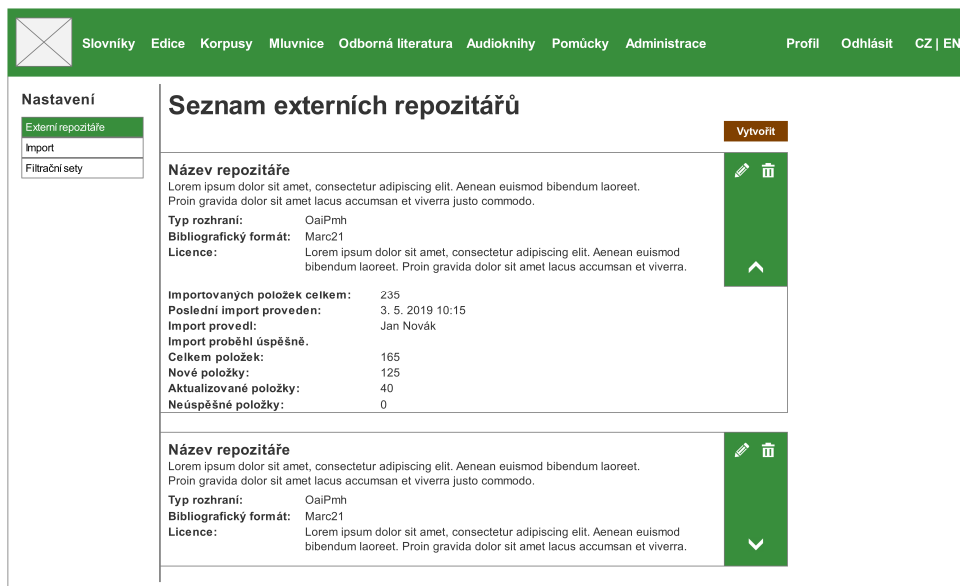 Slovníky Edice Korpusy Mluvnice Odborná literatura Audioknihy Pomůcky Administrace Profil Odhlásit CZ | EN
Nastavení
Externí repozitáře
Import
Filtrační sety
Seznam externích repozitářů
Vytvořit
Název repozitáře
Lorem ipsum dolor sit amet, consectetur adipiscing elit. Aenean euismod bibendum laoreet.
Proin gravida dolor sit amet lacus accumsan et viverra justo commodo.
Typ rozhraní: OaiPmh
Bibliografický formát: Marc21
Licence: Lorem ipsum dolor sit amet, consectetur adipiscing elit. Aenean euismod
bibendum laoreet. Proin gravida dolor sit amet lacus accumsan et viverra.
Importovaných položek celkem: 235
Poslední import proveden: 3. 5. 2019 10:15
Import provedl: Jan Novák
Import proběhl úspěšně.
Celkem položek: 165
Nové položky: 125
Aktualizované položky: 40
Neúspěšné položky: 0
Název repozitáře
Lorem ipsum dolor sit amet, consectetur adipiscing elit. Aenean euismod bibendum laoreet.
Proin gravida dolor sit amet lacus accumsan et viverra justo commodo.
Typ rozhraní: OaiPmh
Bibliografický formát: Marc21
Licence: Lorem ipsum dolor sit amet, consectetur adipiscing elit. Aenean euismod
bibendum laoreet. Proin gravida dolor sit amet lacus accumsan et viverra.